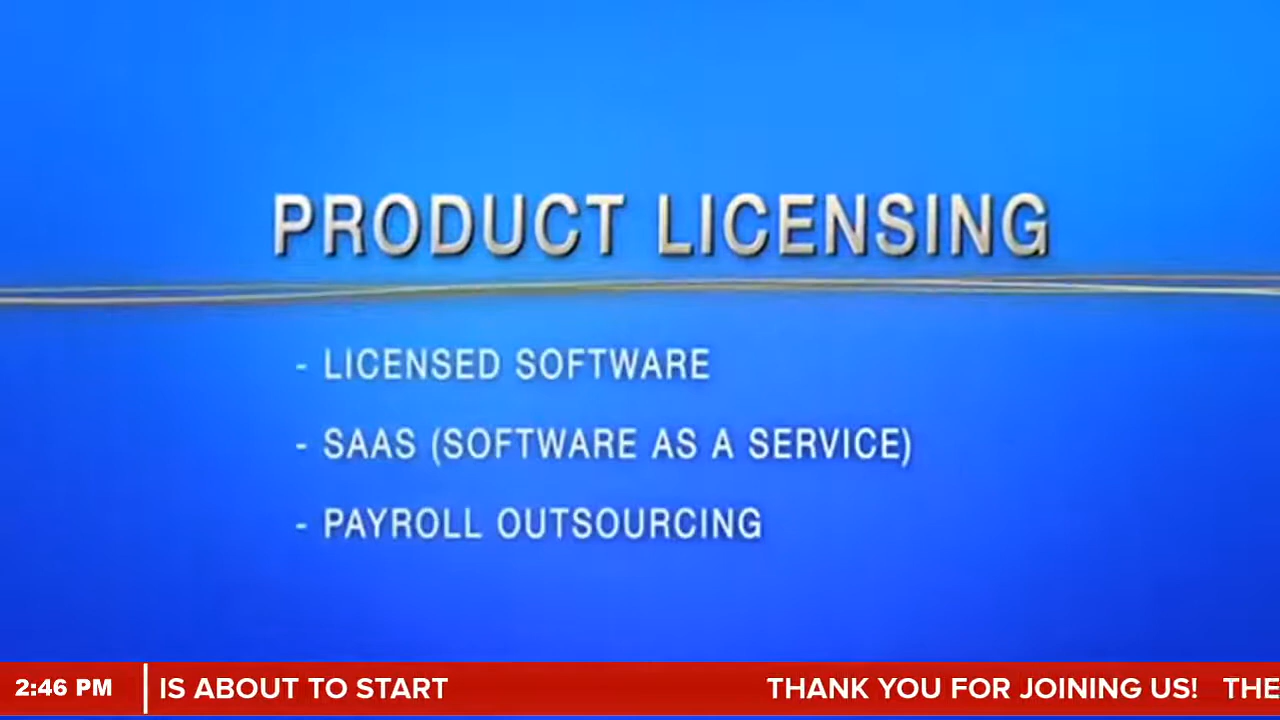 PRODUCT LICENSING
- LICENSED SOFTWARE
- SAAS (SOFTWARE AS A SERVICE)
- PAYROLL OUTSOURCING
2:46 PM IS ABOUT TO START THANK YOU FOR JOINING US! THE